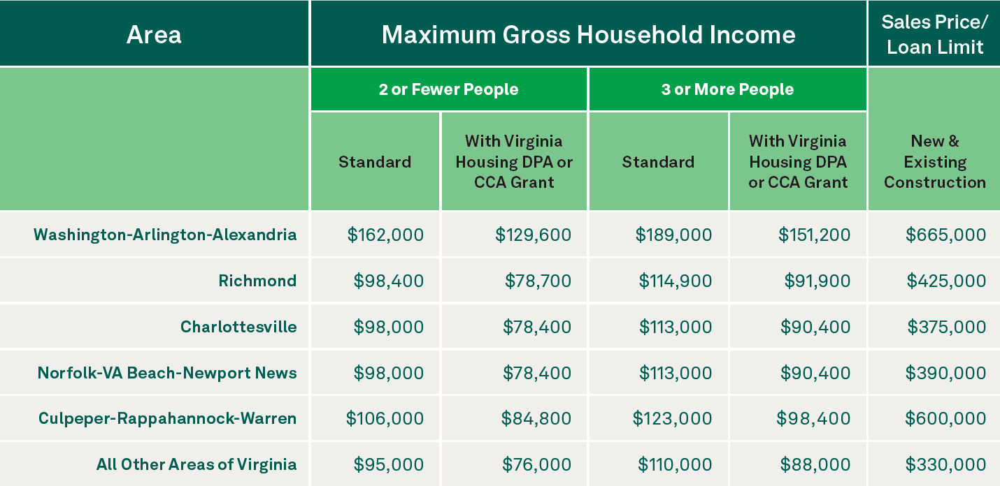 Area
Maximum Gross Household Income
Sales Price/
Loan Limit
2 or Fewer People
3 or More People
Standard
With Virginia
Housing DPA or
CCA Grant
Standard
With Virginia
Housing DPA
or CCA Grant
New &
Existing
Construction
Washington-Arlington-Alexandria $162,000 $129,600 $189,000 $151,200 $665,000
Richmond $98,400 $78,700 $114,900 $91,900 $425,000
Charlottesville $98,000 $78,400 $113,000 $90,400 $375,000
Norfolk-VA Beach-Newport News $98,000 $78,400 $113,000 $90,400 $390,000
Culpeper-Rappahannock-Warren $106,000 $84,800 $123,000 $98,400 $600,000
All Other Areas of Virginia $95,000 $76,000 $110,000 $88,000 $330,000